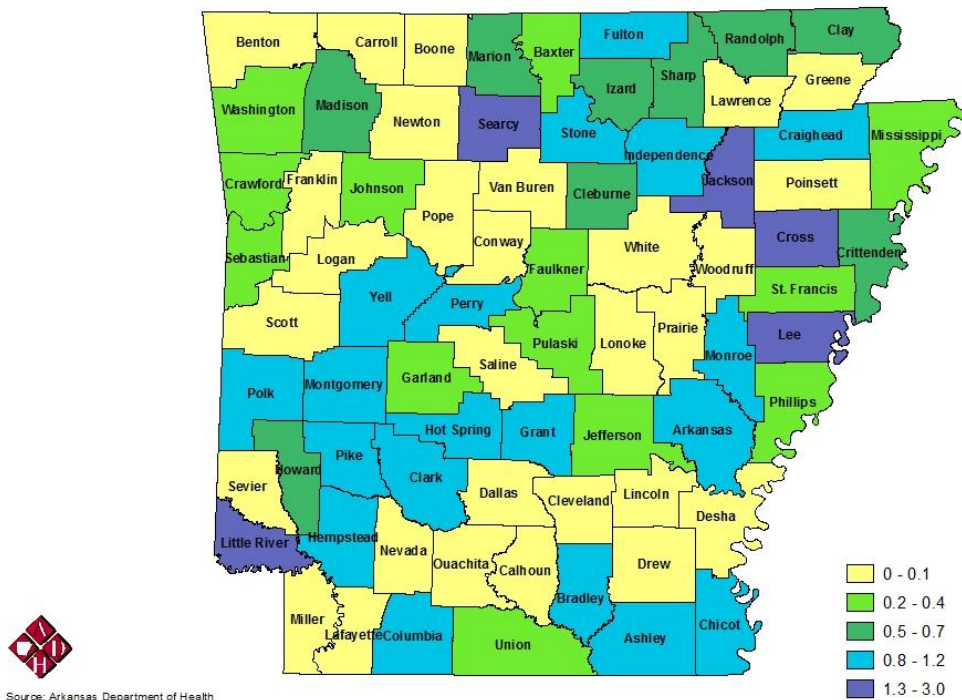 Benton
Carroll
Boone
Marion
Baxter
Fulton
Randolph
Clay
Sharp
Izard
Greene
Lawrence
Washington
Madison
Newton
Searcy
Stone
Independence
Craighead
Mississippi
Jackson
Poinsett
Crawford
Franklin
Johnson
Pope
Van Buren
Cleburne
Conway
White
Woodruff
Cross
Crittenden
Sebastian
Logan
Faulkner
St. Francis
Yell
Perry
Scott
Pulaski
Lonoke
Prairie
Lee
Monroe
Saline
Garland
Montgomery
Polk
Phillips
Hot Spring
Grant
Jefferson
Arkansas
Howard
Pike
Clark
Sevier
Dallas
Cleveland
Lincoln
Desha
Little River
Hempstead
Nevada
Ouachita
Calhoun
Drew
Bradley
Miller
Lafayette
Columbia
Union
Ashley
Chicot
0 - 0.1
0.2 - 0.4
0.5 - 0.7
0.8 - 1.2
1.3 - 3.0
A
D
H
Source: Arkansas Department of Health